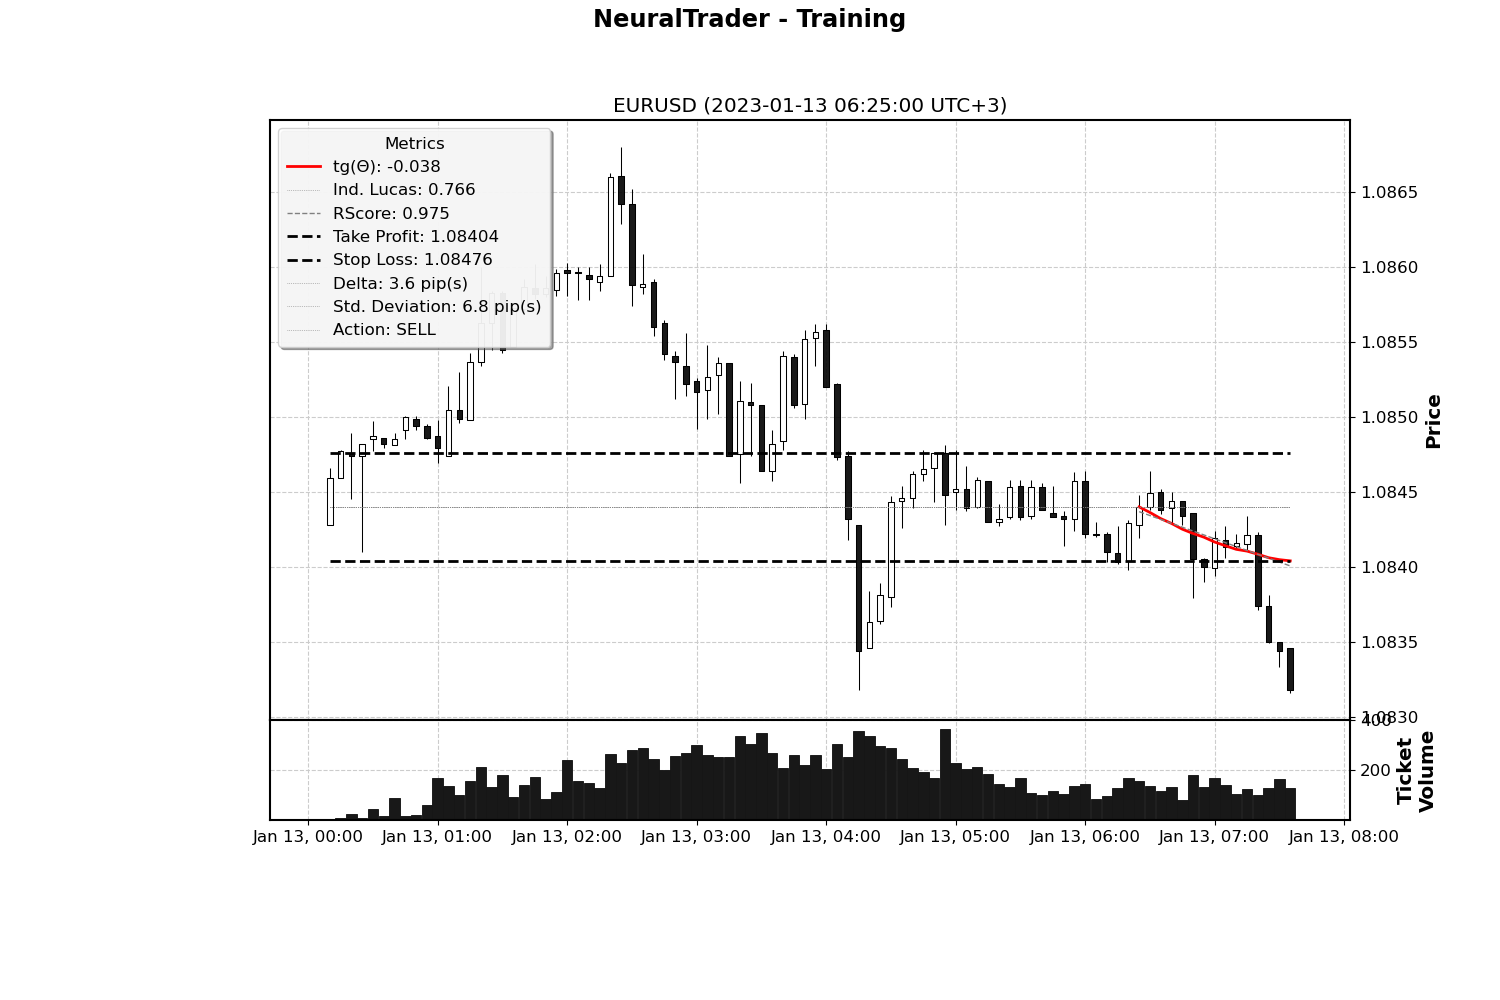 NeuralTrader - Training
EURUSD (2023-01-13 06:25:00 UTC+3)
Metrics
tg(Θ): -0.038
Ind. Lucas: 0.766
RScore: 0.975
Take Profit: 1.08404
Stop Loss: 1.08476
Delta: 3.6 pip(s)
Std. Deviation: 6.8 pip(s)
Action: SELL
1.0865
1.0860
1.0855
1.0850
1.0845
1.0840
1.0835
1.0830
Price
400
200
Ticket
Volume
Jan 13, 00:00
Jan 13, 01:00
Jan 13, 02:00
Jan 13, 03:00
Jan 13, 04:00
Jan 13, 05:00
Jan 13, 06:00
Jan 13, 07:00
Jan 13, 08:00